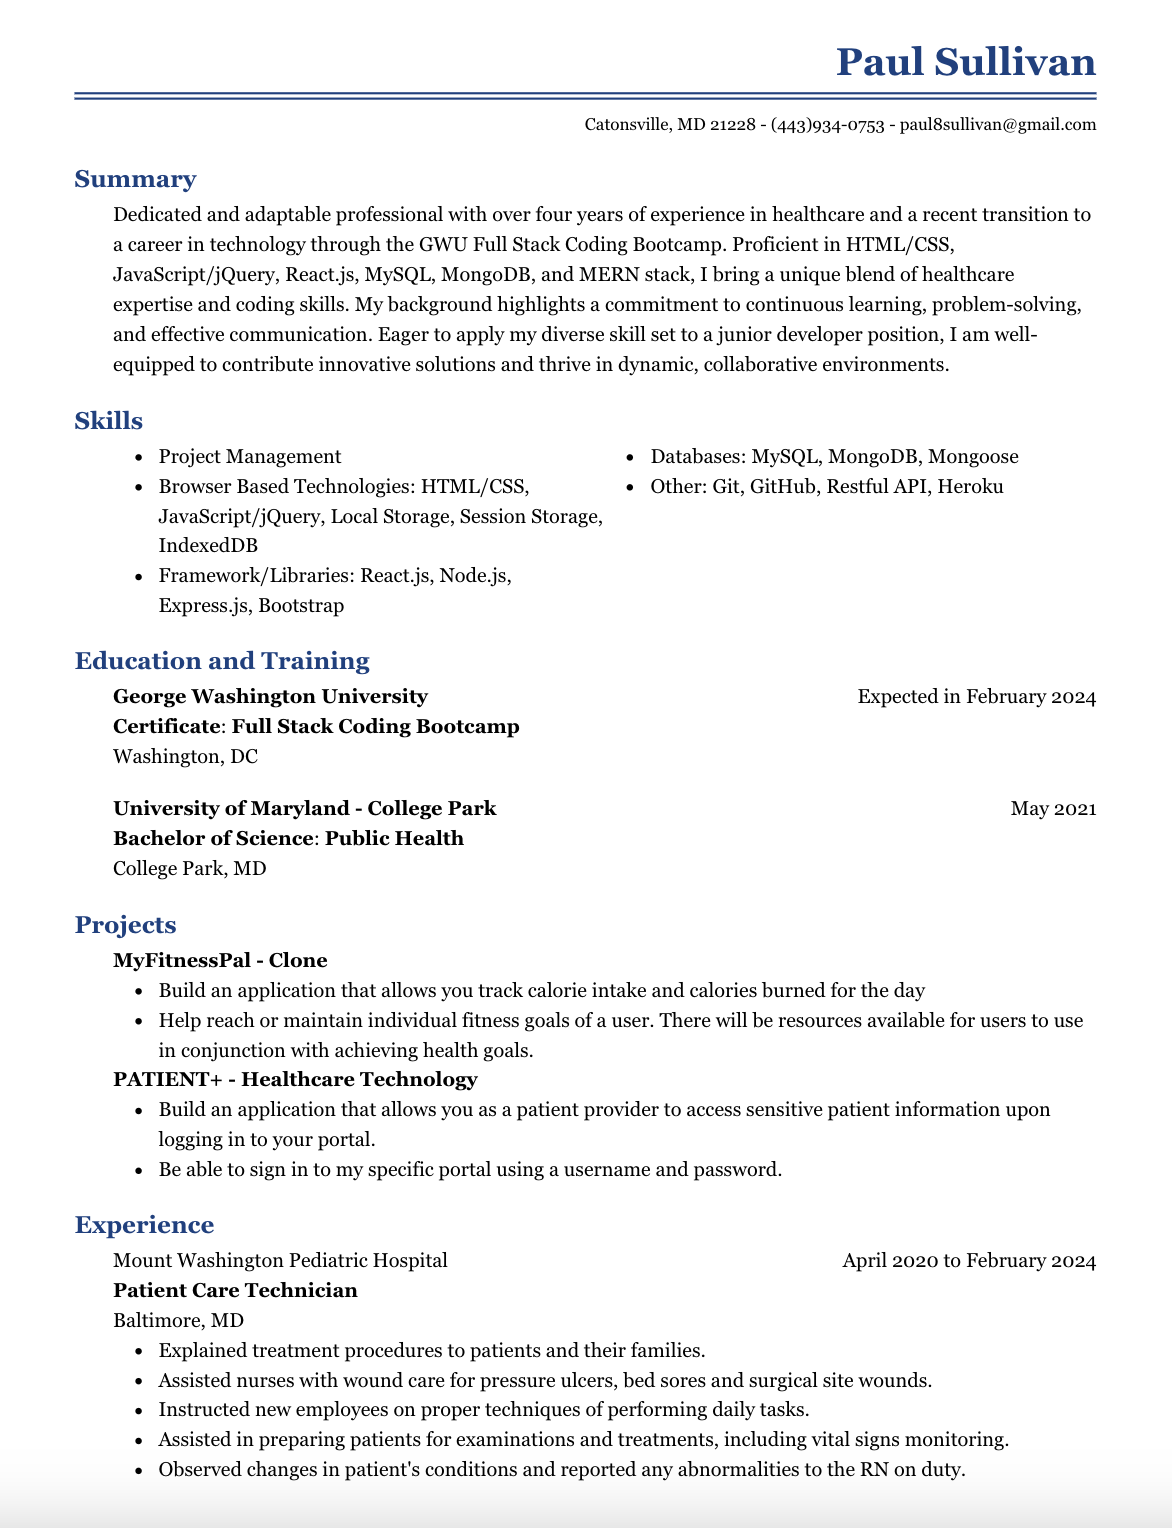 Paul Sullivan
Catonsville, MD 21228 - (443)934-0753 - paul8sullivan@gmail.com
Summary
Dedicated and adaptable professional with over four years of experience in healthcare and a recent transition to
a career in technology through the GWU Full Stack Coding Bootcamp. Proficient in HTML/CSS,
JavaScript/jQuery, React.js, MySQL, MongoDB, and MERN stack, I bring a unique blend of healthcare
expertise and coding skills. My background highlights a commitment to continuous learning, problem-solving,
and effective communication. Eager to apply my diverse skill set to a junior developer position, I am well-
equipped to contribute innovative solutions and thrive in dynamic, collaborative environments.
Skills
• Project Management
• Browser Based Technologies: HTML/CSS,
JavaScript/jQuery, Local Storage, Session Storage,
IndexedDB
• Framework/Libraries: React.js, Node.js,
Express.js, Bootstrap
• Databases: MySQL, MongoDB, Mongoose
• Other: Git, GitHub, Restful API, Heroku
Education and Training
George Washington University Expected in February 2024
Certificate: Full Stack Coding Bootcamp
Washington, DC
University of Maryland - College Park May 2021
Bachelor of Science: Public Health
College Park, MD
Projects
MyFitnessPal - Clone
• Build an application that allows you track calorie intake and calories burned for the day
• Help reach or maintain individual fitness goals of a user. There will be resources available for users to use
in conjunction with achieving health goals.
PATIENT+ - Healthcare Technology
• Build an application that allows you as a patient provider to access sensitive patient information upon
logging in to your portal.
• Be able to sign in to my specific portal using a username and password.
Experience
Mount Washington Pediatric Hospital April 2020 to February 2024
Patient Care Technician
Baltimore, MD
• Explained treatment procedures to patients and their families.
• Assisted nurses with wound care for pressure ulcers, bed sores and surgical site wounds.
• Instructed new employees on proper techniques of performing daily tasks.
• Assisted in preparing patients for examinations and treatments, including vital signs monitoring.
• Observed changes in patient's conditions and reported any abnormalities to the RN on duty.